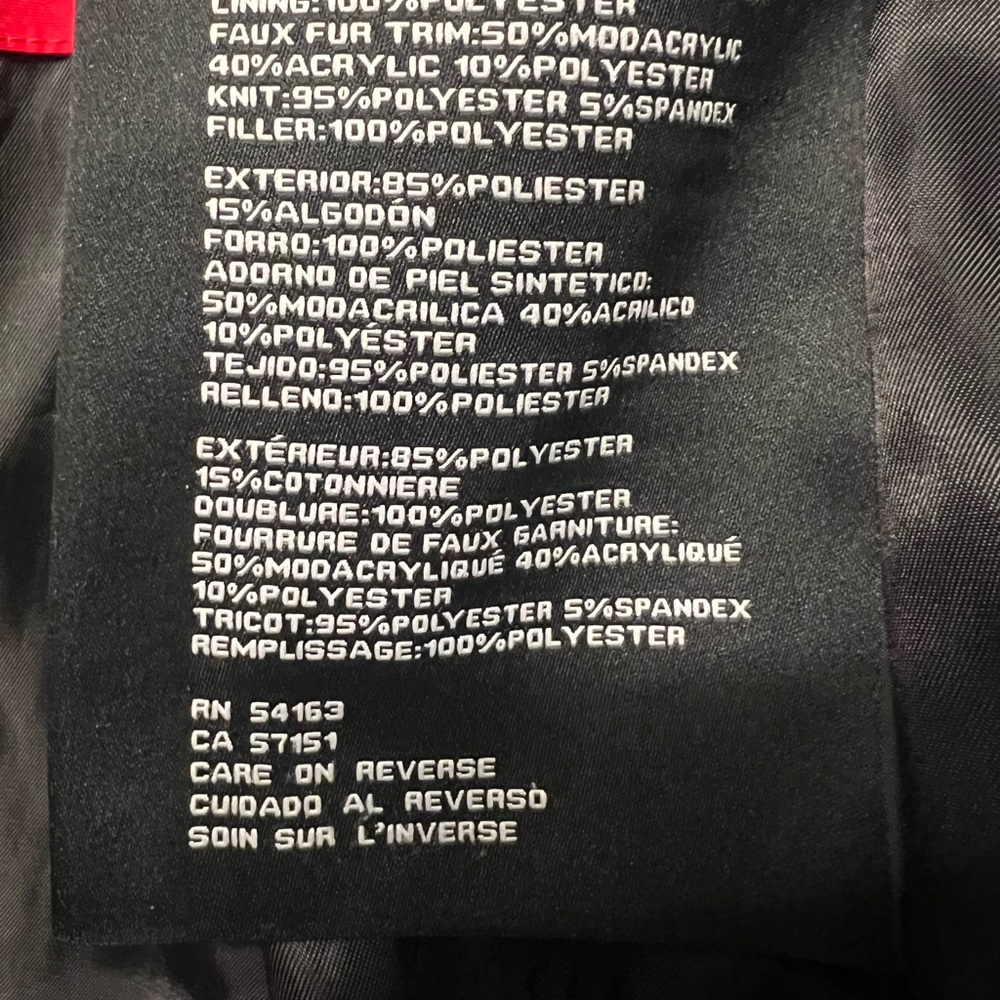 LINING:100%POLYESTER
FAUX FUR TRIM:50%MODACRYLIC
40%ACRYLIC 10%POLYESTER
KNIT:95%POLYESTER 5%SPANDEX
FILLER:100%POLYESTER
EXTERIOR:85%POLIESTER
15%ALGODÓN
FORRO:100%POLIESTER
ADORNO DE PIEL SINTETICO:
50%MODACRILICA 40%ACRILICO
10%POLYÉSTER
TEJIDO:95%POLIESTER 5%SPANDEX
RELLENO:100%POLIESTER
EXTÉRIEUR:85%POLYESTER
15%COTONNIERE
DOUBLURE:100%POLYESTER
FOURRURE DE FAUX GARNITURE:
50%MODACRYLIQUÉ 40%ACRYLIQUÉ
10%POLYESTER
TRICOT:95%POLYESTER 5%SPANDEX
REMPLISSAGE:100%POLYESTER
RN 54163
CA 57151
CARE ON REVERSE
CUIDADO AL REVERSO
SOIN SUR L'INVERSE